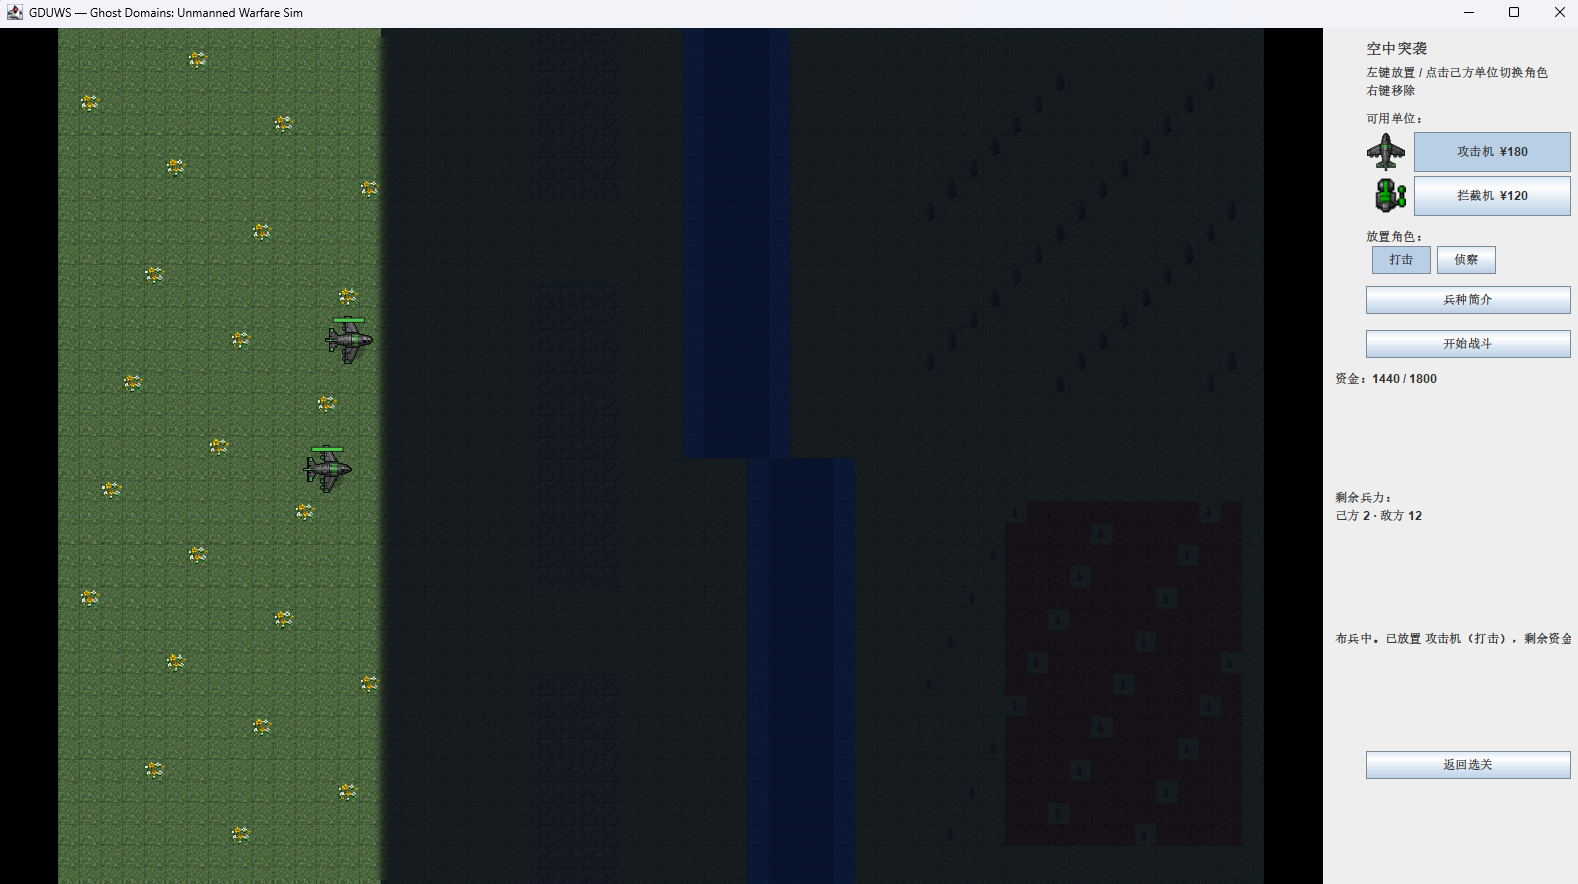 GDUWS — Ghost Domains: Unmanned Warfare Sim
空中突袭
左键放置 / 点击己方单位切换角色
右键移除
可用单位：
攻击机 ¥180
拦截机 ¥120
放置角色：
打击 侦察
兵种简介
开始战斗
资金：1440 / 1800
剩余兵力：
己方 2 · 敌方 12
布兵中。已放置 攻击机（打击），剩余资金
返回选关